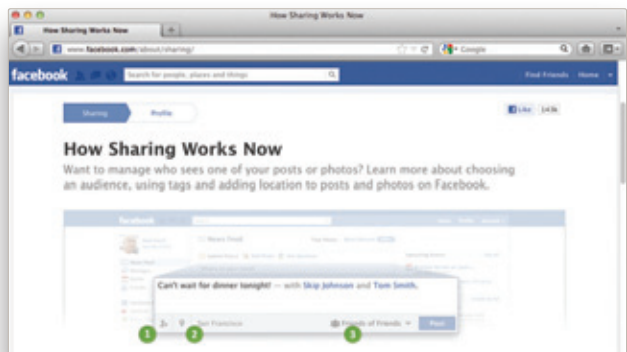 How Sharing Works Now
How Sharing Works Now
www.facebook.com/about/sharing/
Google
facebook
Search for people, places and things
Find Friends Home
Sharing Profile
Like 143k
How Sharing Works Now
Want to manage who sees one of your posts or photos? Learn more about choosing
an audience, using tags and adding location to posts and photos on Facebook.
facebook
News Feed
Can't wait for dinner tonight! — with Skip Johnson and Tom Smith.
San Francisco
Friends of Friends
Post
1 2 3